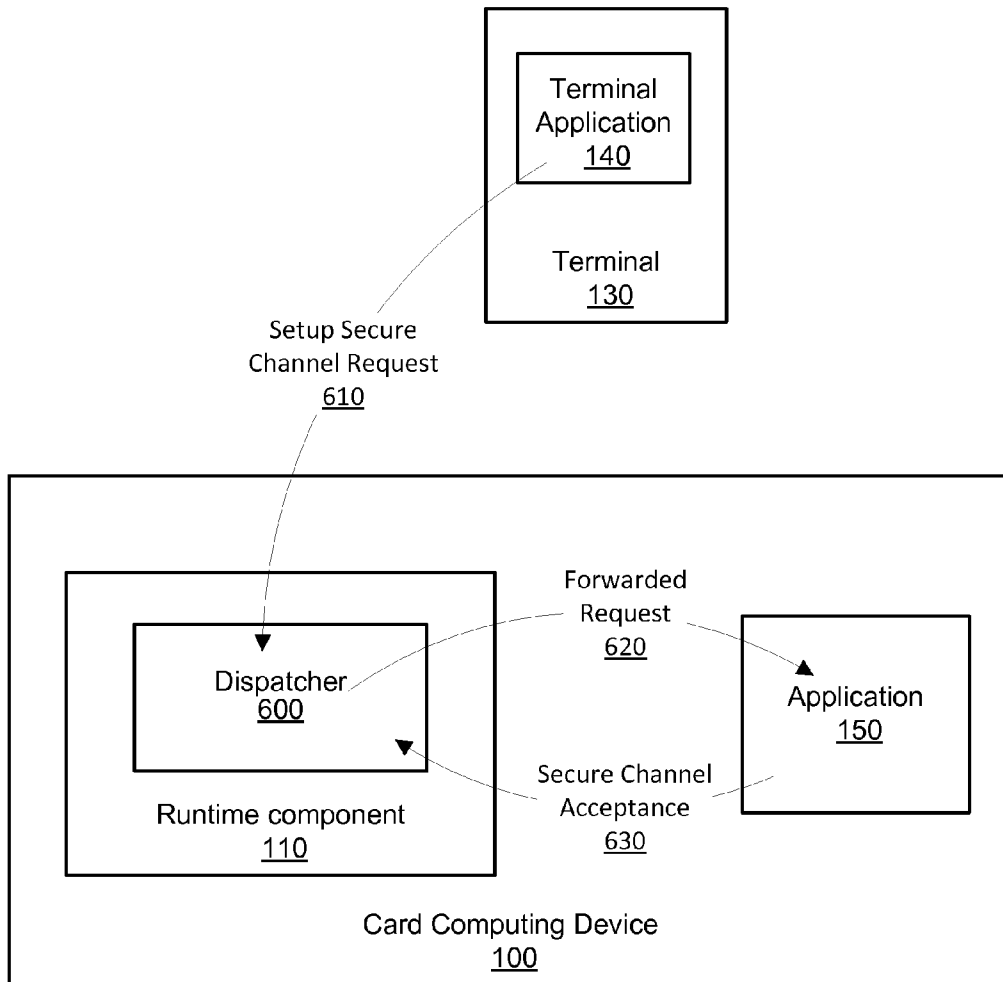 Terminal
Application
140
Terminal
130
Setup Secure
Channel Request
610
Forwarded
Request
620
Dispatcher
600
Application
150
Secure Channel
Acceptance
630
Runtime component
110
Card Computing Device
100